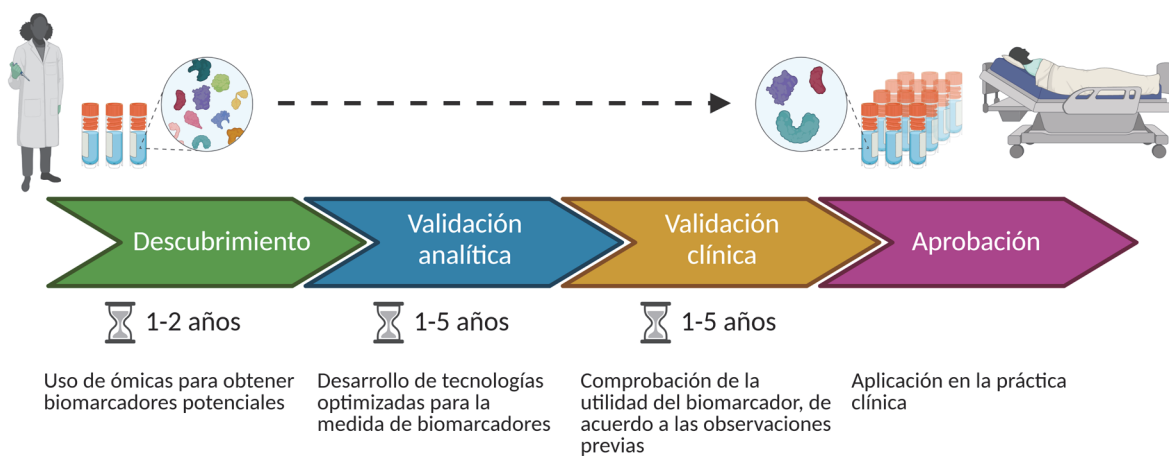 Descubrimiento
Validación
analítica
Validación
clínica
Aprobación
1-2 años
1-5 años
1-5 años
Uso de ómicas para obtener
biomarcadores potenciales
Desarrollo de tecnologías
optimizadas para la
medida de biomarcadores
Comprobación de la
utilidad del biomarcador, de
acuerdo a las observaciones
previas
Aplicación en la práctica
clínica